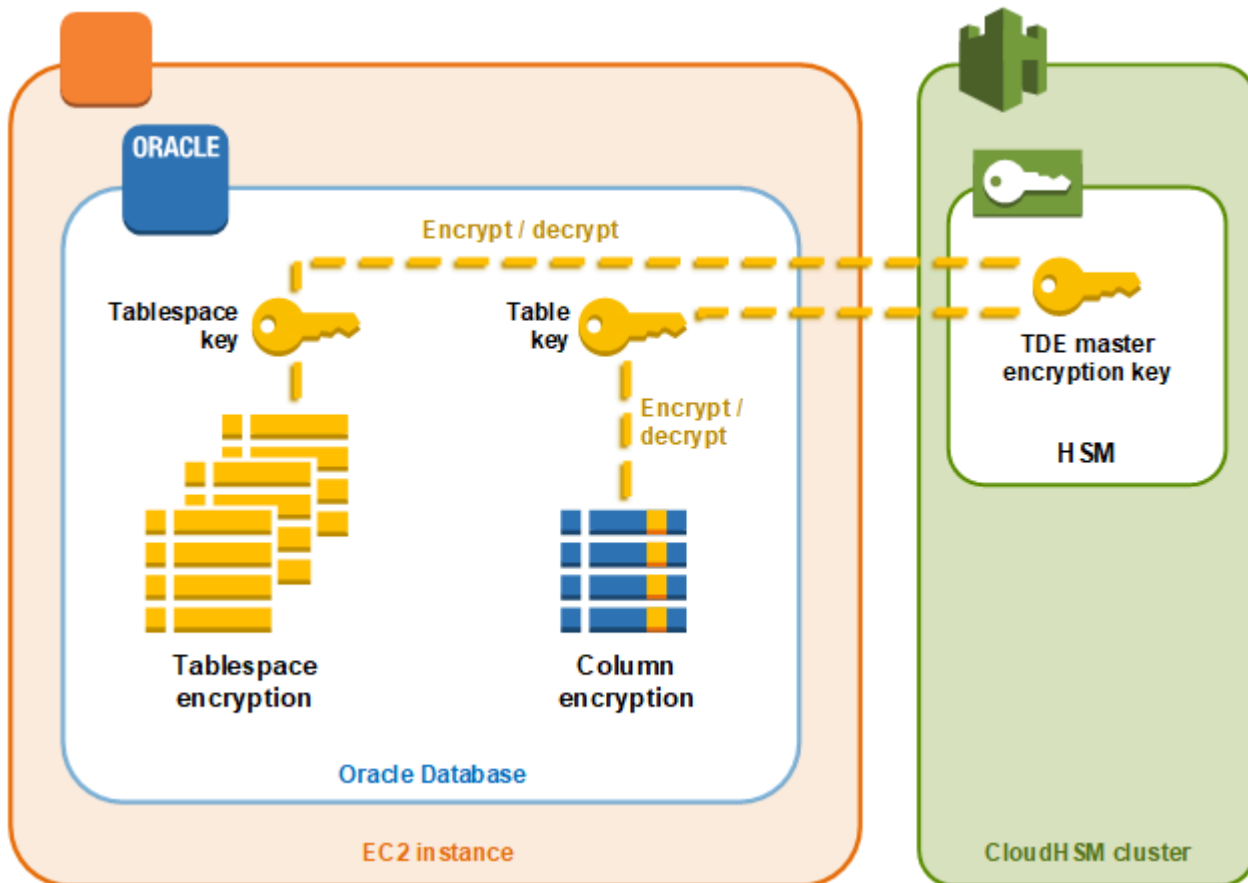 ORACLE
Encrypt / decrypt
Tablespace
key
Table
key
TDE master
encryption key
Encrypt /
decrypt
HSM
Tablespace
encryption
Column
encryption
Oracle Database
EC2 instance
CloudHSM cluster